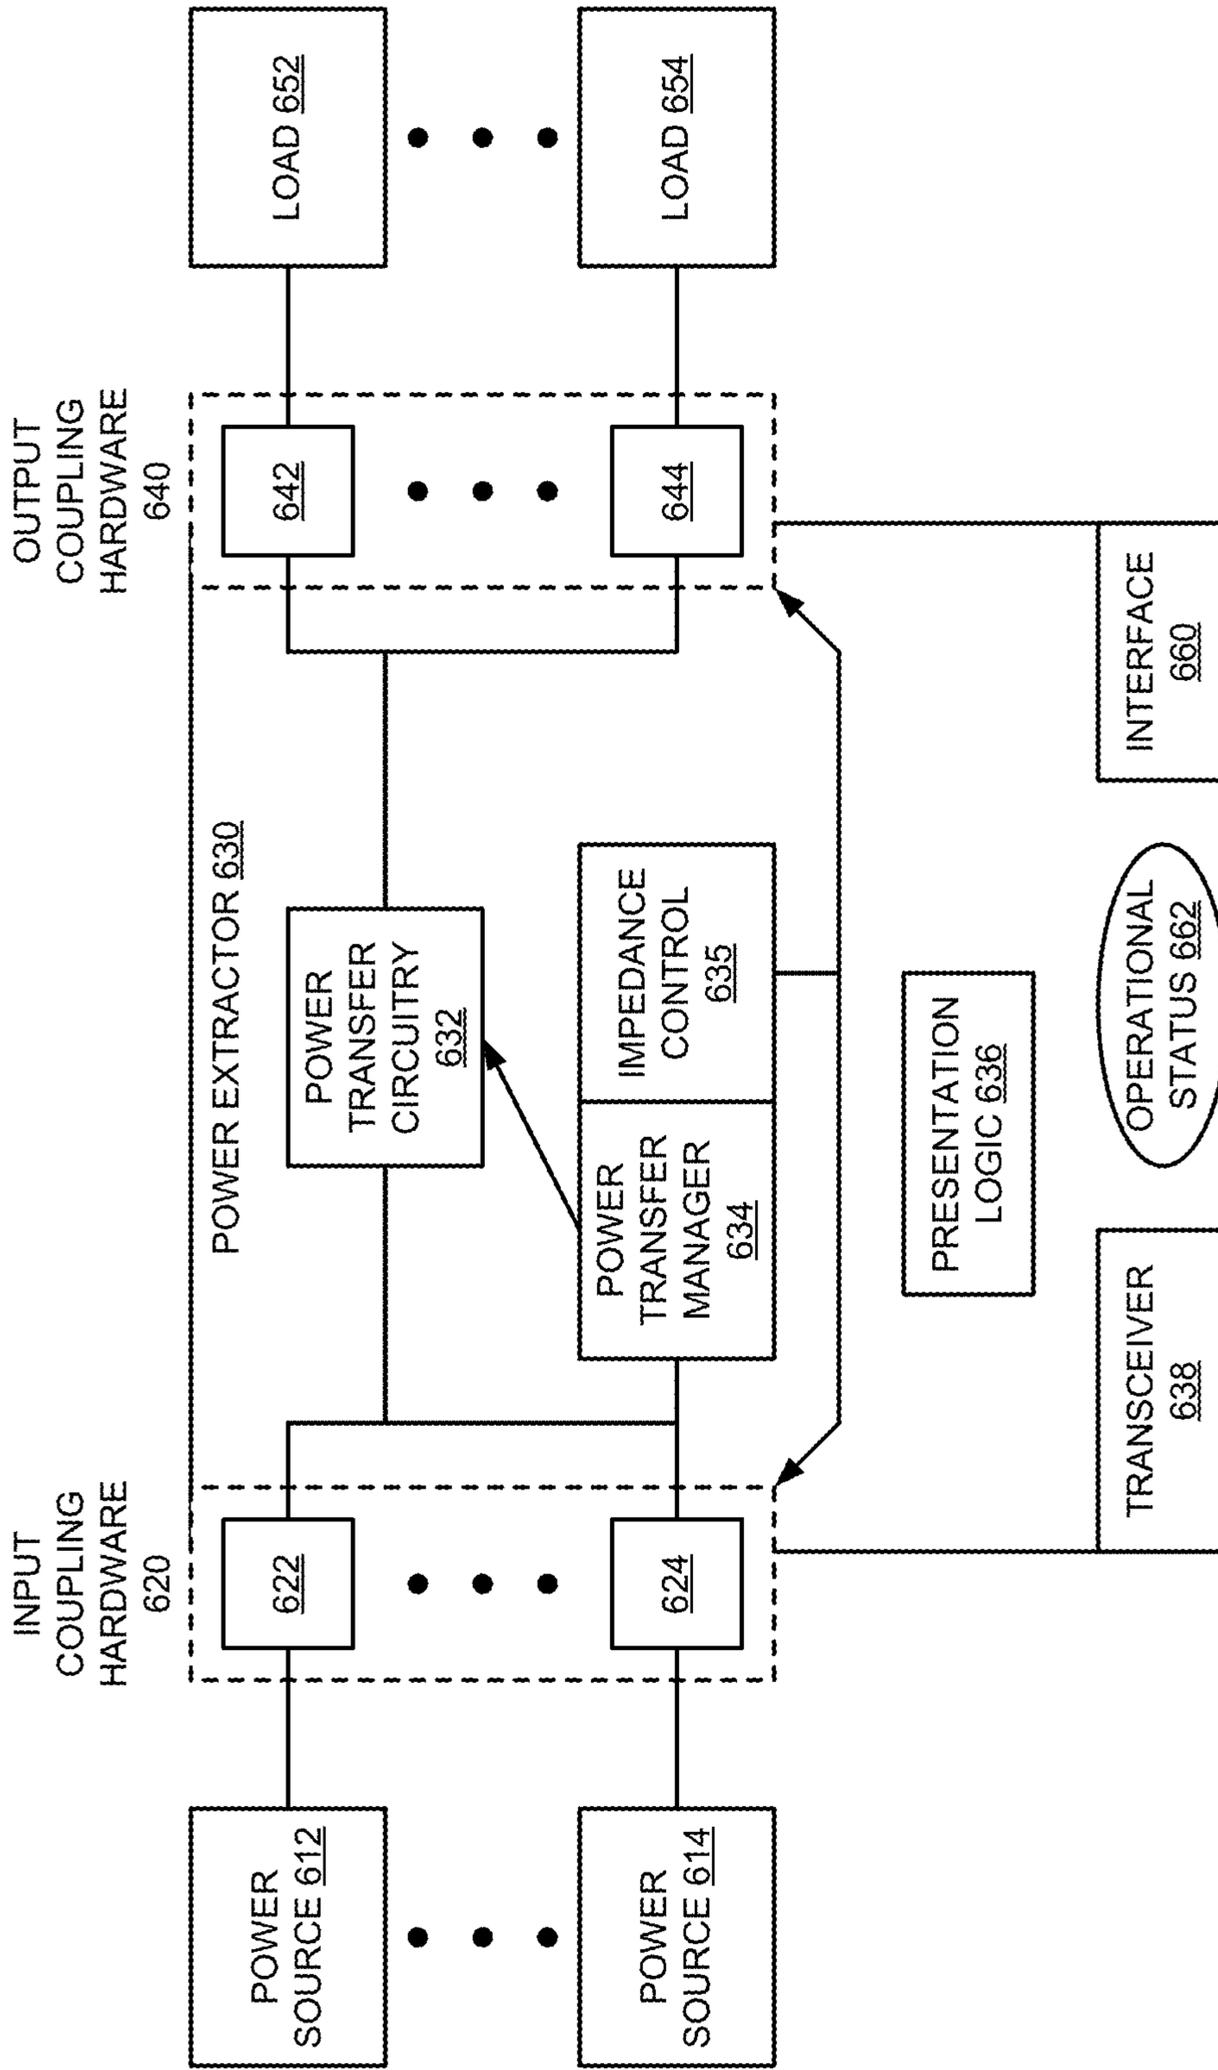 INPUT
COUPLING
HARDWARE
620
OUTPUT
COUPLING
HARDWARE
640
POWER EXTRACTOR 630
POWER
SOURCE 612
622
POWER
TRANSFER
CIRCUITRY
632
642
LOAD 652
POWER
SOURCE 614
624
POWER
TRANSFER
MANAGER
634
IMPEDANCE
CONTROL
635
644
LOAD 654
PRESENTATION
LOGIC 636
TRANSCEIVER
638
OPERATIONAL
STATUS 662
INTERFACE
660